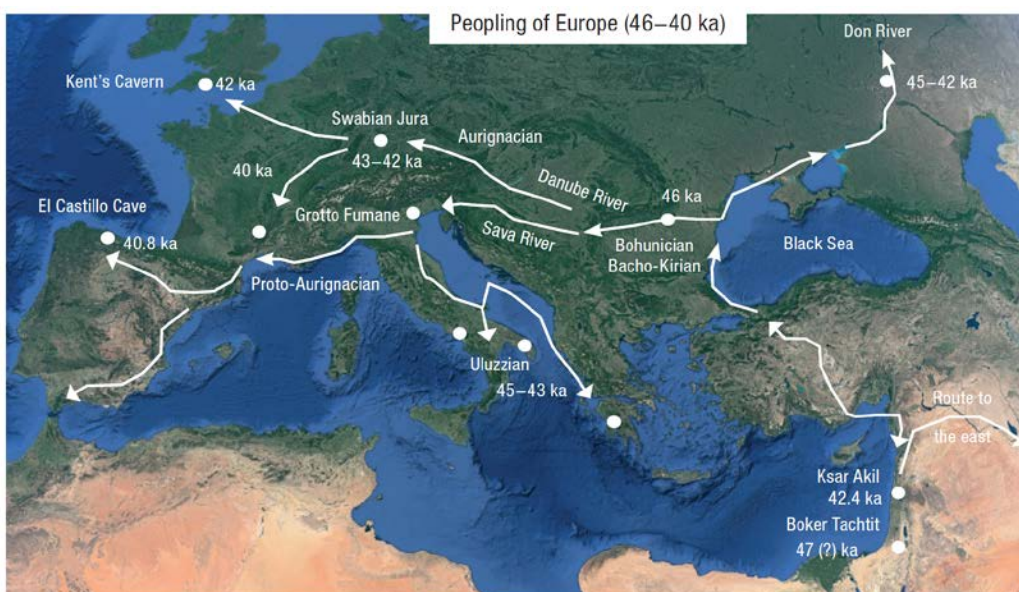 Peopling of Europe (46–40 ka)
Don River
45–42 ka
Kent's Cavern
42 ka
Swabian Jura
43–42 ka
Aurignacian
40 ka
Danube River
46 ka
El Castillo Cave
40.8 ka
Grotto Fumane
Sava River
Bohunician
Bacho-Kirian
Black Sea
Proto-Aurignacian
Uluzzian
45–43 ka
Route to
the east
Ksar Akil
42.4 ka
Boker Tachtit
47 (?) ka